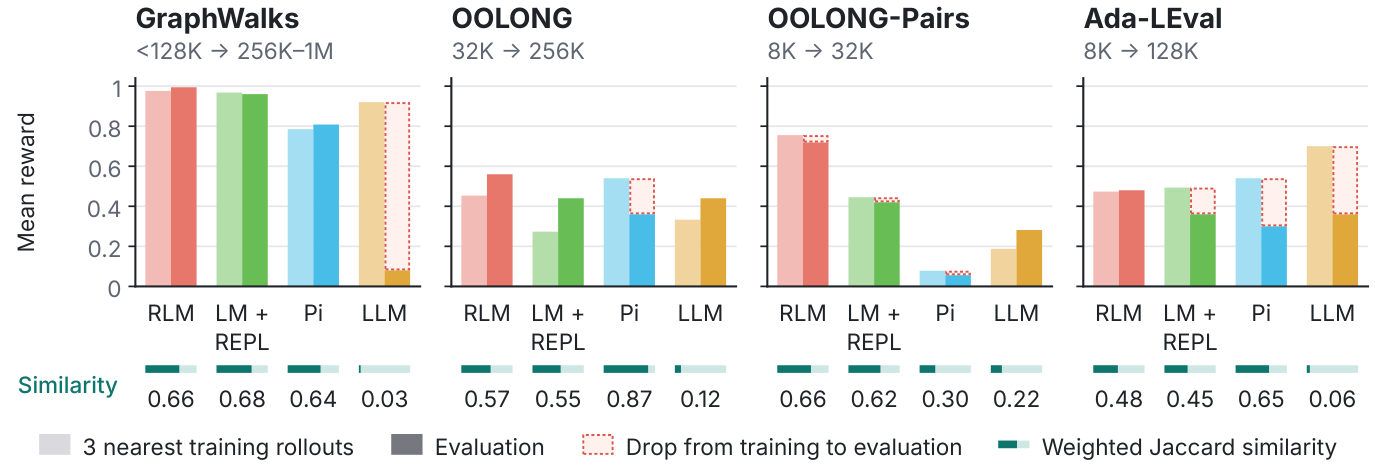 GraphWalks
<128K → 256K–1M
OOLONG
32K → 256K
OOLONG-Pairs
8K → 32K
Ada-LEval
8K → 128K
Mean reward
1
0.8
0.6
0.4
0.2
0
RLM LM + REPL Pi LLM
RLM LM + REPL Pi LLM
RLM LM + REPL Pi LLM
RLM LM + REPL Pi LLM
Similarity
0.66 0.68 0.64 0.03
0.57 0.55 0.87 0.12
0.66 0.62 0.30 0.22
0.48 0.45 0.65 0.06
3 nearest training rollouts
Evaluation
Drop from training to evaluation
Weighted Jaccard similarity